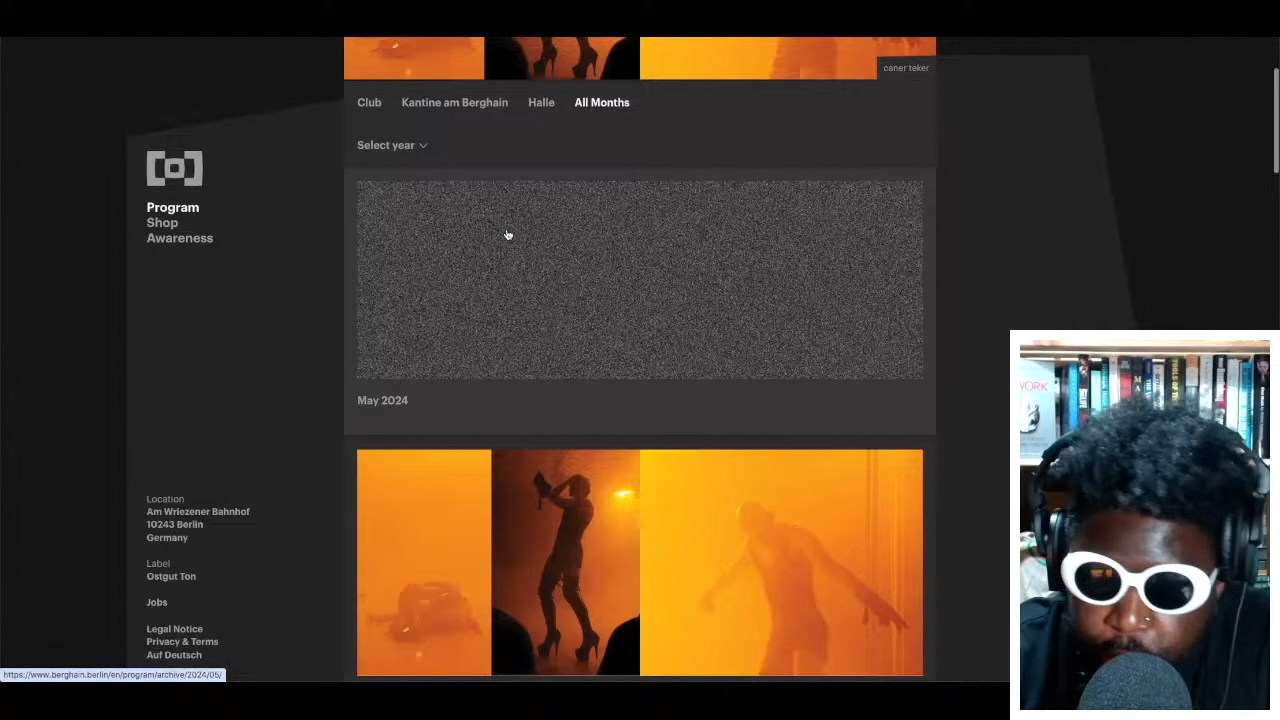 caner teker
Club Kantine am Berghain Halle All Months
Select year
Program
Shop
Awareness
May 2024
Location
Am Wriezener Bahnhof
10243 Berlin
Germany
Label
Ostgut Ton
Jobs
Legal Notice
Privacy & Terms
Auf Deutsch
https://www.berghain.berlin/en/program/archive/2024/05/
WORK